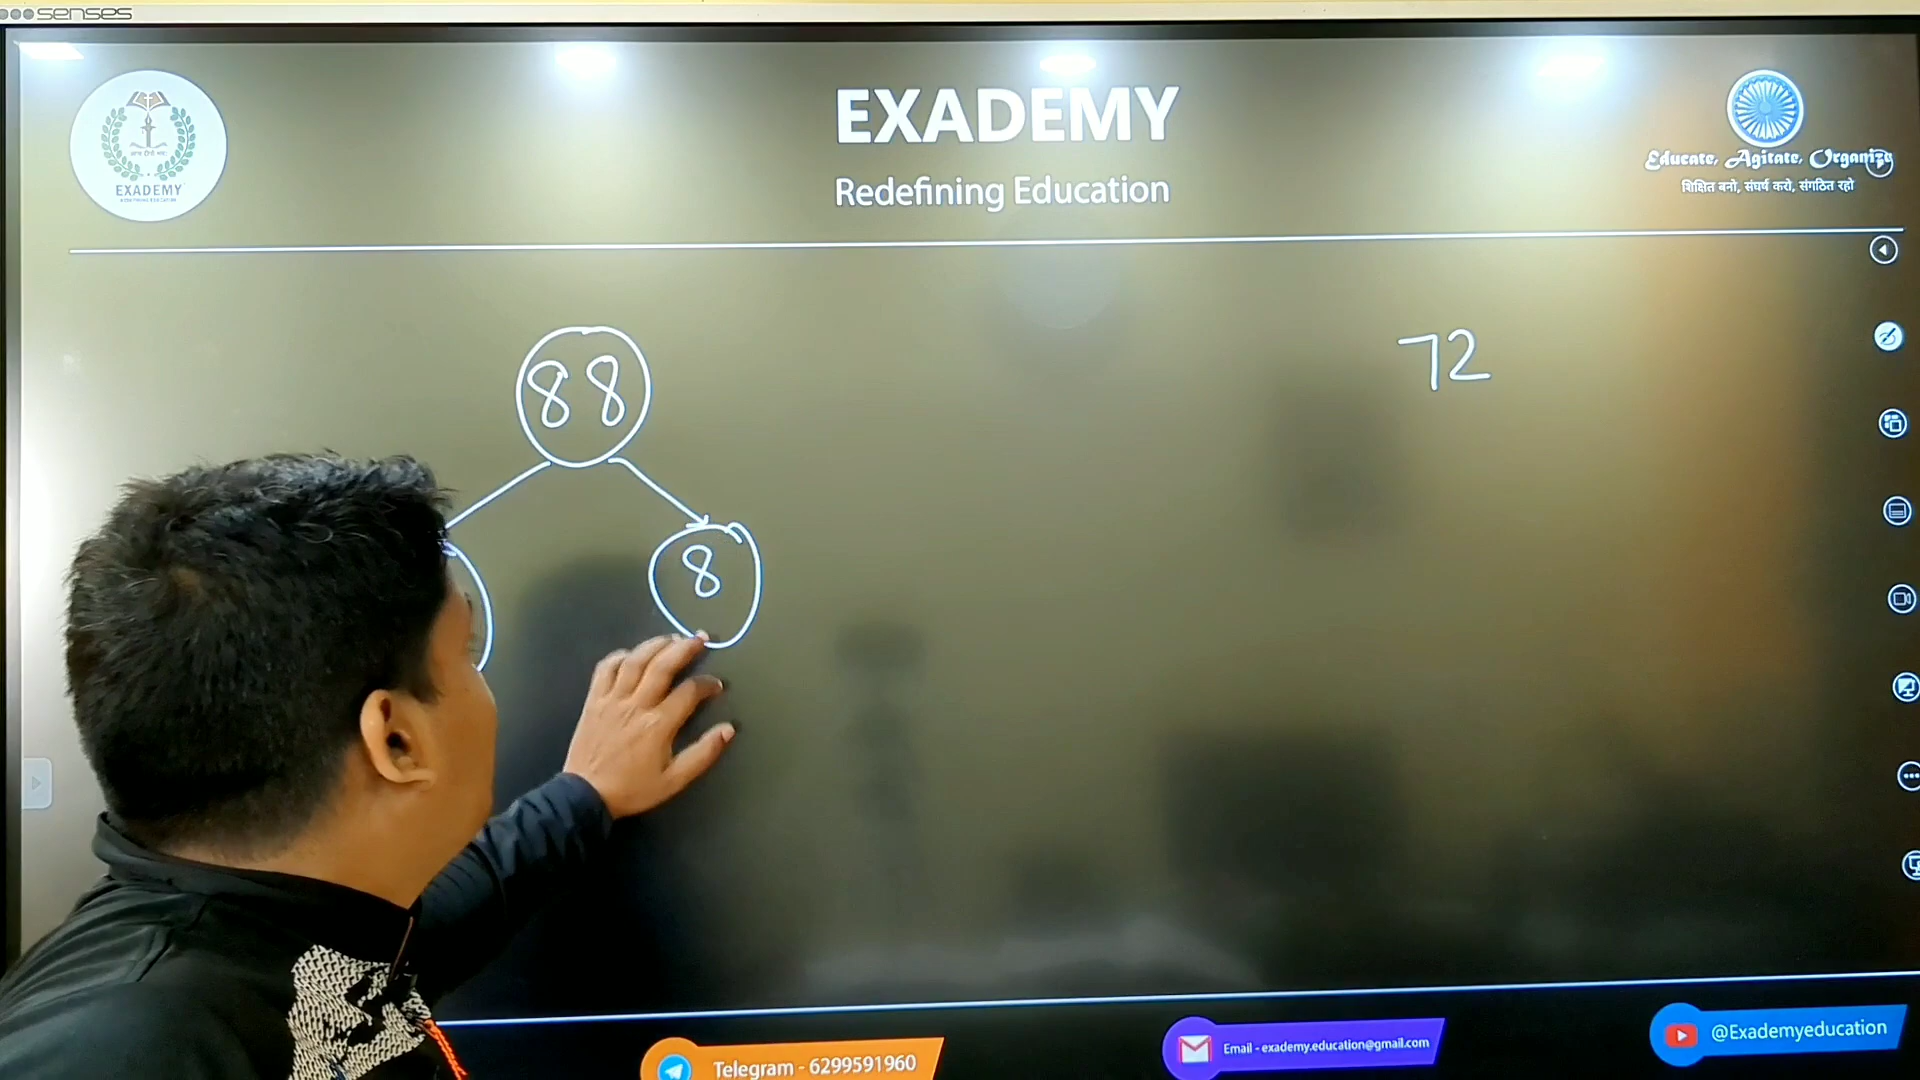 senses
EXADEMY
Redefining Education
EXADEMY
Educate, Agitate, Organize
शिक्षित बनो, संघर्ष करो, संगठित रहो
88
72
8
Telegram - 6299591960
Email - exademy.education@gmail.com
@Exademyeducation